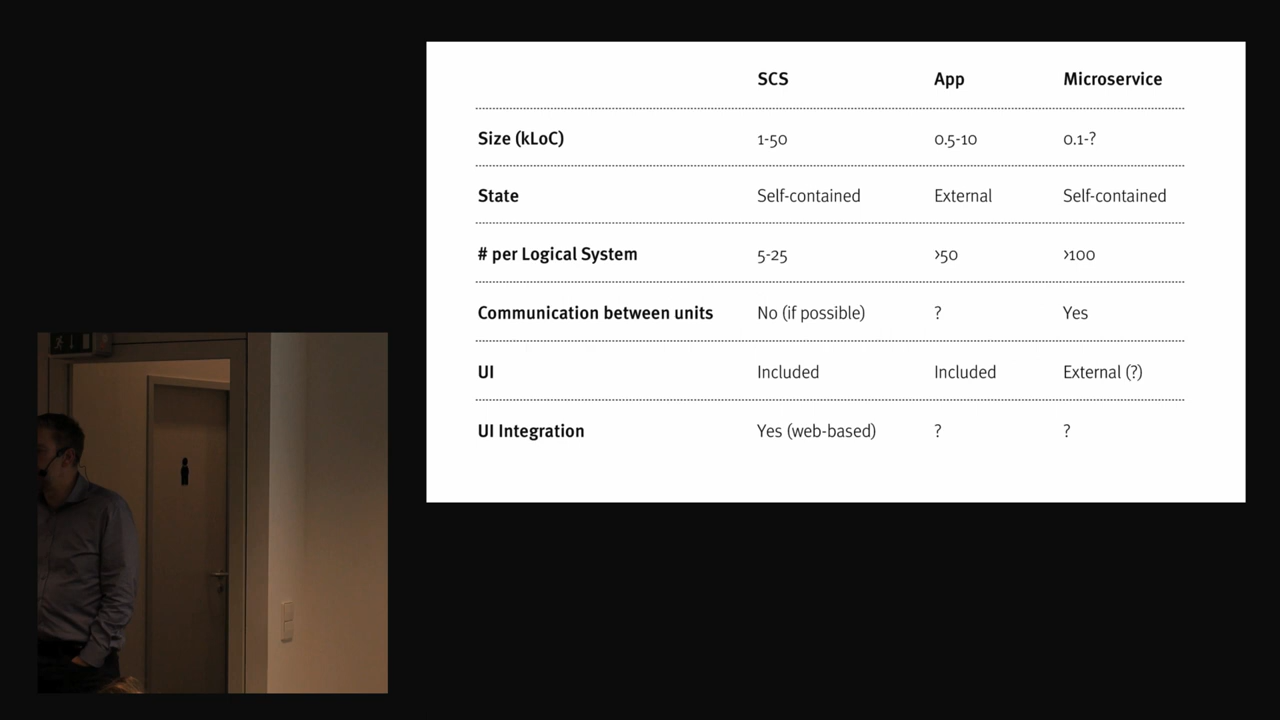 SCS App Microservice
Size (kLoC) 1-50 0.5-10 0.1-?
State Self-contained External Self-contained
# per Logical System 5-25 >50 >100
Communication between units No (if possible) ? Yes
UI Included Included External (?)
UI Integration Yes (web-based) ? ?